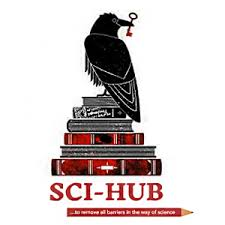 SCI-HUB
...to remove all barriers in the way of science